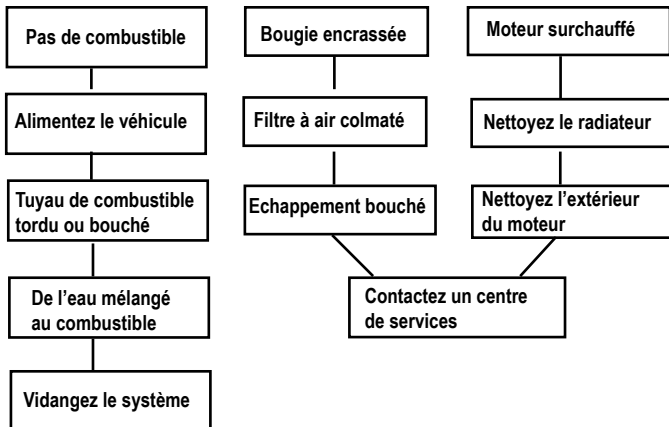 Pas de combustible
Alimentez le véhicule
Tuyau de combustible
tordu ou bouché
De l'eau mélangé
au combustible
Vidangez le système
Bougie encrassée
Filtre à air colmaté
Echappement bouché
Moteur surchauffé
Nettoyez le radiateur
Nettoyez l'extérieur
du moteur
Contactez un centre
de services